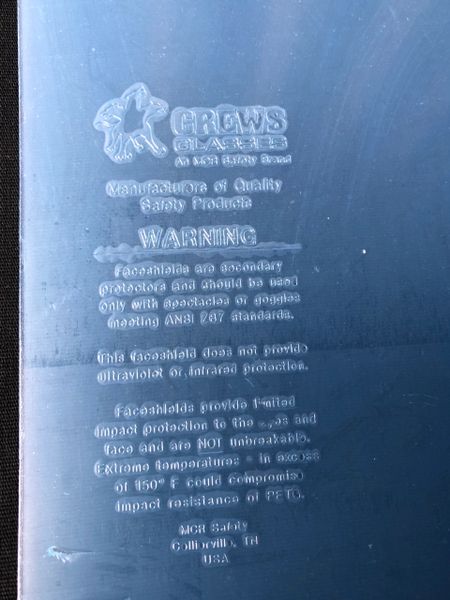 CREWS
GLASSES
An MCR Safety Brand
Manufacturers of Quality
Safety Products
WARNING
Faceshields are secondary
protectors and should be used
only with spectacles or goggles
meeting ANSI Z87 standards.
This faceshield does not provide
Ultraviolet or infrared protection.
Faceshields provide limited
impact protection to the eyes and
face and are NOT unbreakable.
Extreme temperatures - in excess
of 150° F could compromise
impact resistance of PETG.
MCR Safety
Collierville, TN
USA